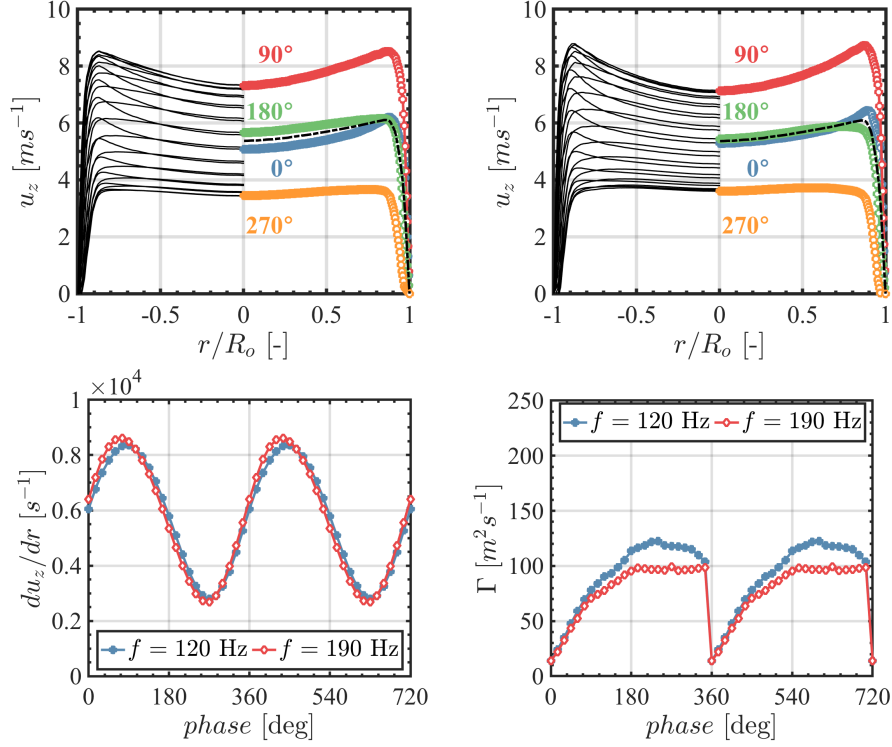 10
8
6
4
2
0
u_z [ms^{-1}]
90°
180°
0°
270°
-1 -0.5 0 0.5 1
r/R_o [-]
10
8
6
4
2
0
u_z [ms^{-1}]
90°
180°
0°
270°
-1 -0.5 0 0.5 1
r/R_o [-]
×10^4
1
0.8
0.6
0.4
0.2
0
du_z/dr [s^{-1}]
f = 120 Hz f = 190 Hz
0 180 360 540 720
phase [deg]
250
200
150
100
50
0
Γ [m^2s^{-1}]
f = 120 Hz f = 190 Hz
0 180 360 540 720
phase [deg]